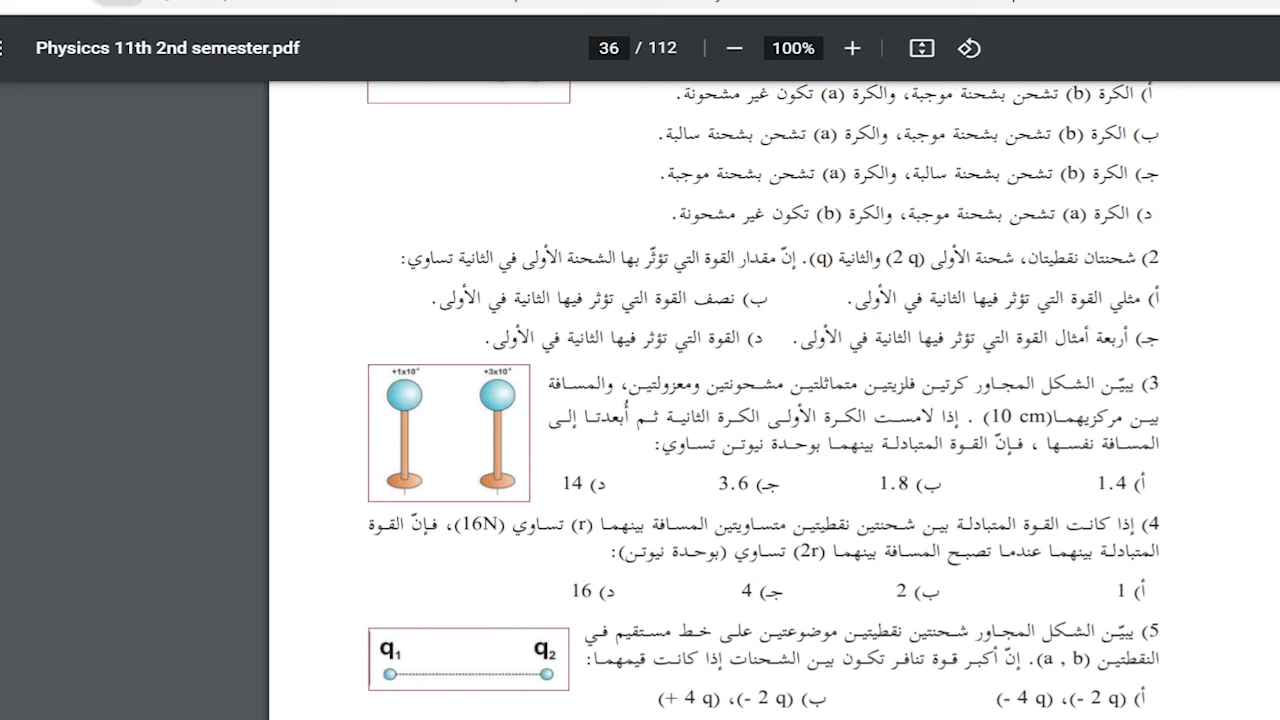 Physiccs 11th 2nd semester.pdf
36 / 112
100%
أ) الكرة (b) تشحن بشحنة موجبة، والكرة (a) تكون غير مشحونة.
ب) الكرة (b) تشحن بشحنة موجبة، والكرة (a) تشحن بشحنة سالبة.
جـ) الكرة (b) تشحن بشحنة سالبة، والكرة (a) تشحن بشحنة موجبة.
د) الكرة (a) تشحن بشحنة موجبة، والكرة (b) تكون غير مشحونة.
2) شحنتان نقطيتان، شحنة الأولى (2 q) والثانية (q). إنّ مقدار القوة التي تؤثّر بها الشحنة الأولى في الثانية تساوي:
أ) مثلي القوة التي تؤثر فيها الثانية في الأولى. ب) نصف القوة التي تؤثر فيها الثانية في الأولى.
جـ) أربعة أمثال القوة التي تؤثر فيها الثانية في الأولى. د) القوة التي تؤثر فيها الثانية في الأولى.
3) يبيّن الشكل المجاور كرتين فلزيتين متماثلتين مشحونتين ومعزولتين، والمسافة
بين مركزيهما(10 cm) . إذا لامست الكرة الأولى الكرة الثانية ثم أُبعدتا إلى
المسافة نفسها ، فإنّ القوة المتبادلة بينهما بوحدة نيوتن تساوي:
أ) 1.4 ب) 1.8 جـ) 3.6 د) 14
4) إذا كانت القوة المتبادلة بين شحنتين نقطيتين متساويتين المسافة بينهما (r) تساوي (16N)، فإنّ القوة
المتبادلة بينهما عندما تصبح المسافة بينهما (2r) تساوي (بوحدة نيوتن):
أ) 1 ب) 2 جـ) 4 د) 16
5) يبيّن الشكل المجاور شحنتين نقطيتين موضوعتين على خط مستقيم في
النقطتين (a , b). إنّ أكبر قوة تنافر تكون بين الشحنات إذا كانت قيمهما:
q₁ q₂
أ) (- 2 q)، (- 4 q) ب) (- 2 q)، (+ 4 q)